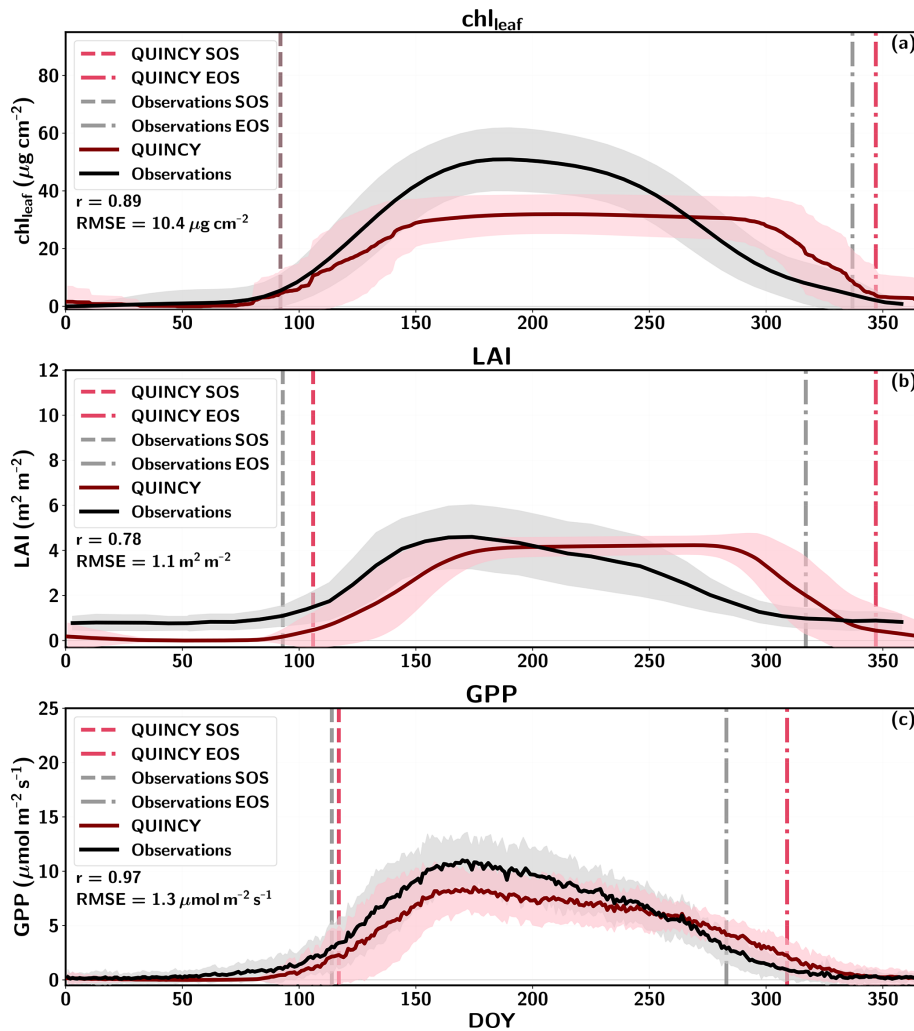 chl_leaf
(a)
QUINCY SOS
QUINCY EOS
Observations SOS
Observations EOS
QUINCY
Observations
r = 0.89
RMSE = 10.4 μg cm⁻²
chl_leaf (μg cm⁻²)
80
60
40
20
0
0 50 100 150 200 250 300 350
LAI
(b)
QUINCY SOS
QUINCY EOS
Observations SOS
Observations EOS
QUINCY
Observations
r = 0.78
RMSE = 1.1 m² m⁻²
LAI (m² m⁻²)
12
10
8
6
4
2
0
0 50 100 150 200 250 300 350
GPP
(c)
QUINCY SOS
QUINCY EOS
Observations SOS
Observations EOS
QUINCY
Observations
r = 0.97
RMSE = 1.3 μmol m⁻² s⁻¹
GPP (μmol m⁻² s⁻¹)
25
20
15
10
5
0
0 50 100 150 200 250 300 350
DOY